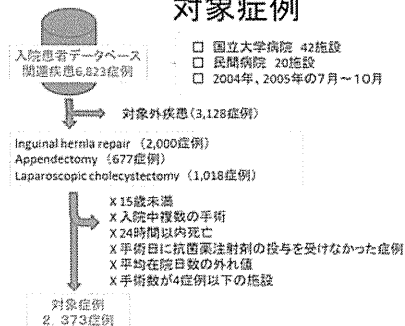 対象症例
入院患者データベース
関連疾患6,823症例
□ 国立大学病院 42施設
□ 民間病院 20施設
□ 2004年、2005年の7月～10月
対象外疾患(3,128症例)
Inguinal hernia repair （2,000症例）
Appendectomy （677症例）
Laparoscopic cholecystectomy （1,018症例）
X 15歳未満
X 入院中複数の手術
X 24時間以内死亡
X 手術日に抗菌薬注射剤の投与を受けなかった症例
X 平均在院日数の外れ値
X 手術数が4症例以下の施設
対象症例
2，373症例